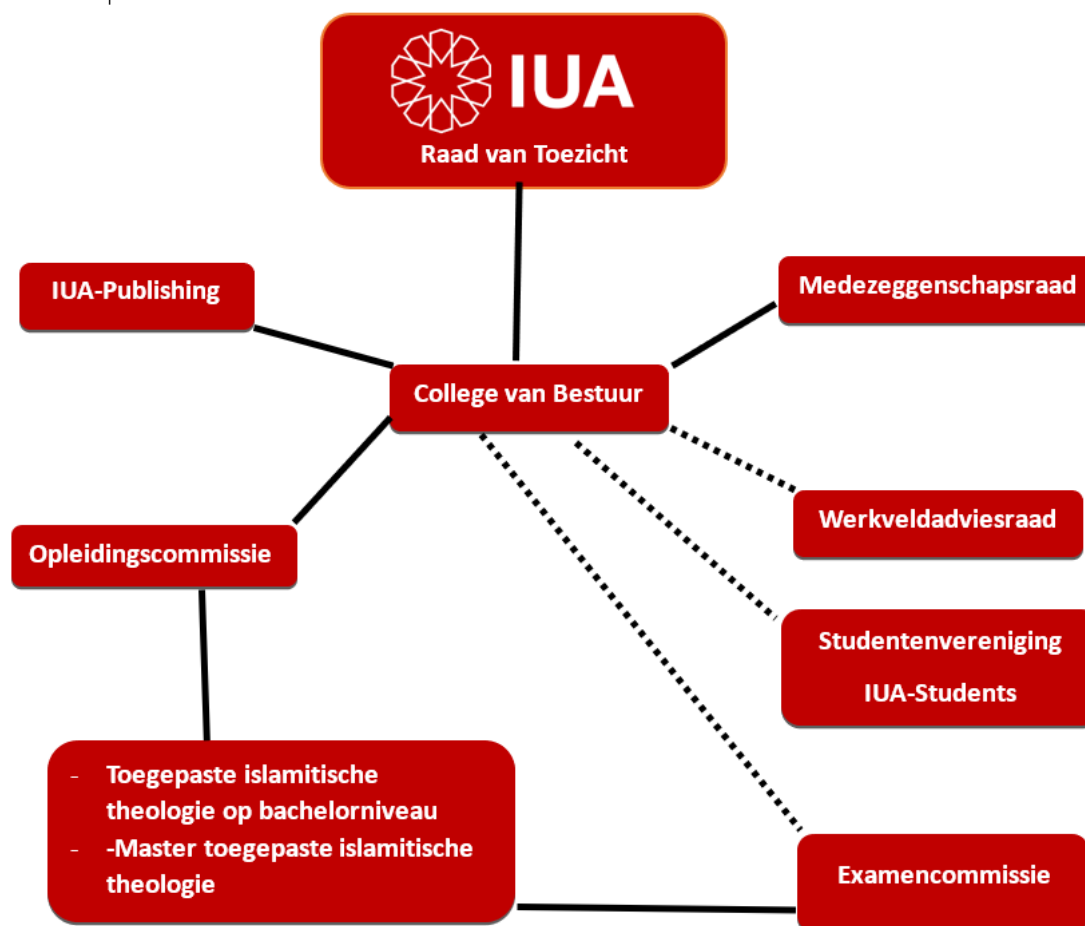 IUA
Raad van Toezicht
IUA-Publishing
Medezeggenschapsraad
College van Bestuur
Werkveldadviesraad
Opleidingscommissie
Studentenvereniging
IUA-Students
- Toegepaste islamitische
theologie op bachelorniveau
- -Master toegepaste islamitische
theologie
Examencommissie